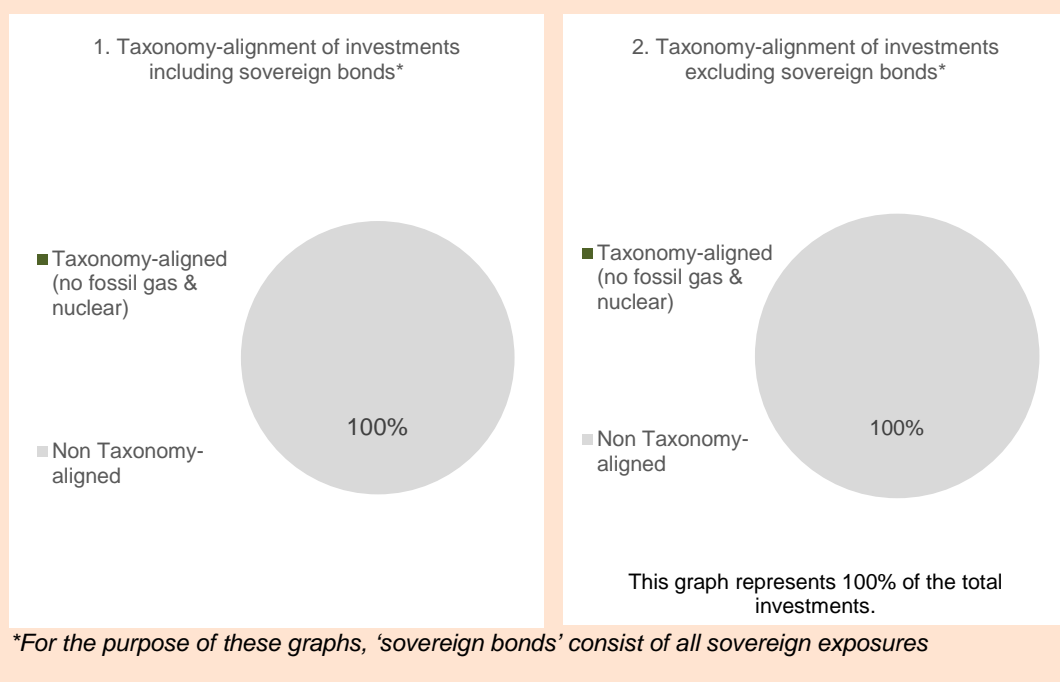 1. Taxonomy-alignment of investments
including sovereign bonds*
Taxonomy-aligned
(no fossil gas &
nuclear)
Non Taxonomy-
aligned
100%
2. Taxonomy-alignment of investments
excluding sovereign bonds*
Taxonomy-aligned
(no fossil gas &
nuclear)
Non Taxonomy-
aligned
100%
This graph represents 100% of the total
investments.
*For the purpose of these graphs, ‘sovereign bonds’ consist of all sovereign exposures